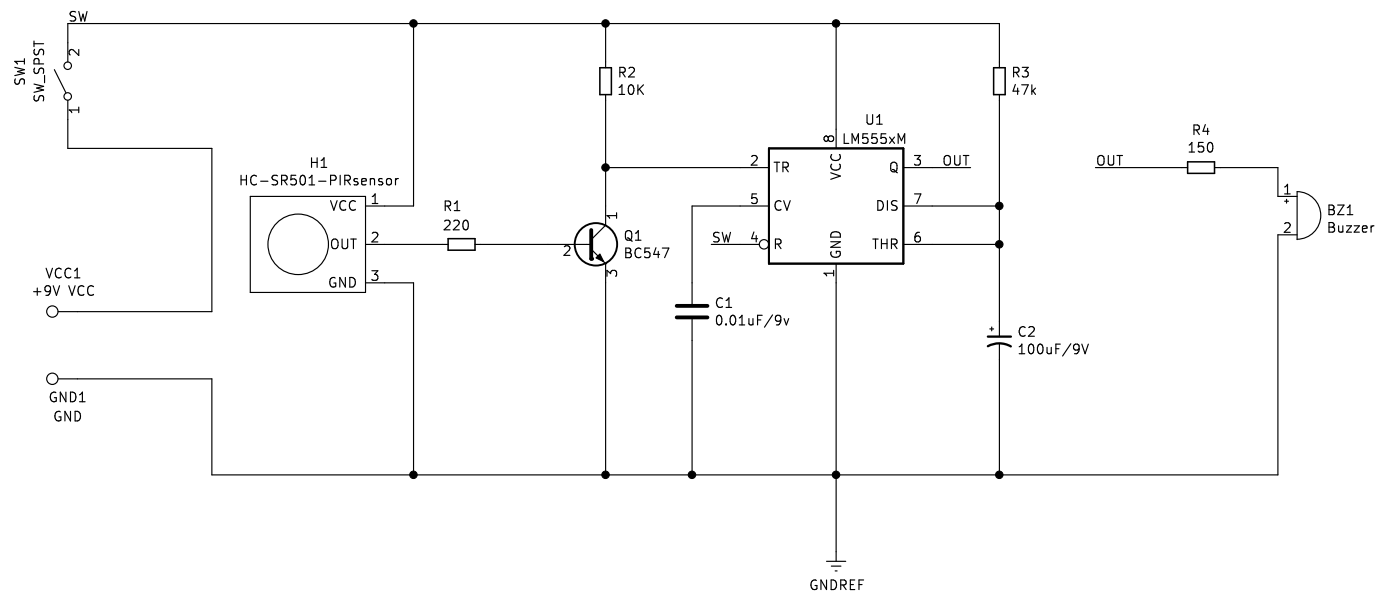 SW
SW1
SW_SPST
2
1
VCC1
+9V VCC
GND1
GND
H1
HC-SR501-PIRsensor
VCC
1
OUT
2
GND
3
R1
220
R2
10K
Q1
BC547
1
2
3
U1
LM555xM
8
VCC
2
TR
Q
3
OUT
5
CV
DIS
7
SW
4
R
THR
6
GND
1
C1
0.01uF/9v
R3
47k
C2
+
100uF/9V
OUT
R4
150
1
+
2
BZ1
Buzzer
GNDREF